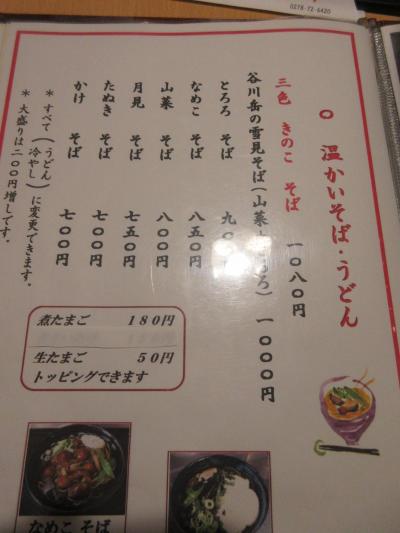 0278-72-6420
○ 温かいそば・うどん
三色 きのこ そば 一〇八〇円
谷川岳の雪見そば(山菜 ろ) 一〇〇〇円
とろろ そば 九〇 円
なめこ そば 八五〇円
山菜 そば 八〇〇円
月見 そば 七五〇円
たぬき そば 七〇〇円
かけ そば 七〇〇円
＊ すべて(うどん)(冷やし)に変更できます。
＊ 大盛りは二〇〇円増しです。
煮たまご 180円
生たまご 50円
トッピングできます
なめこ そば